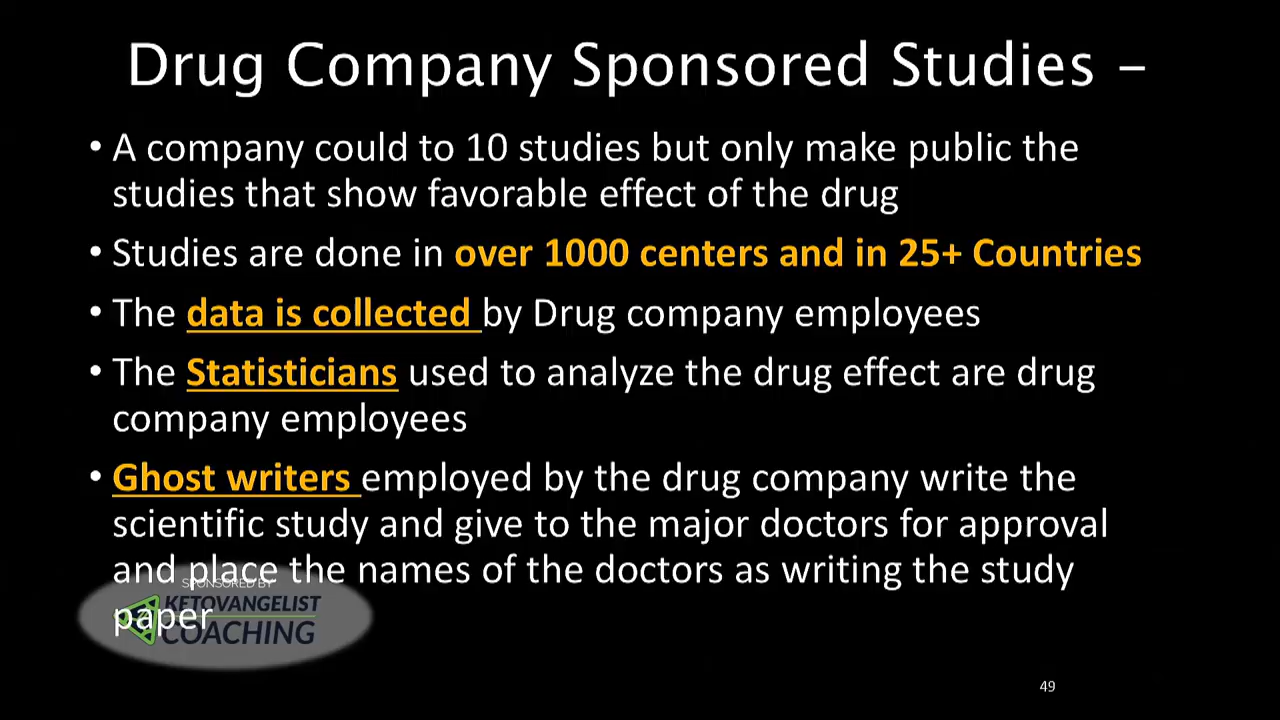 Drug Company Sponsored Studies –
• A company could to 10 studies but only make public the
studies that show favorable effect of the drug
• Studies are done in over 1000 centers and in 25+ Countries
• The data is collected by Drug company employees
• The Statisticians used to analyze the drug effect are drug
company employees
• Ghost writers employed by the drug company write the
scientific study and give to the major doctors for approval
and place the names of the doctors as writing the study
paper
SPONSORED BY
KETOVANGELIST
COACHING
49